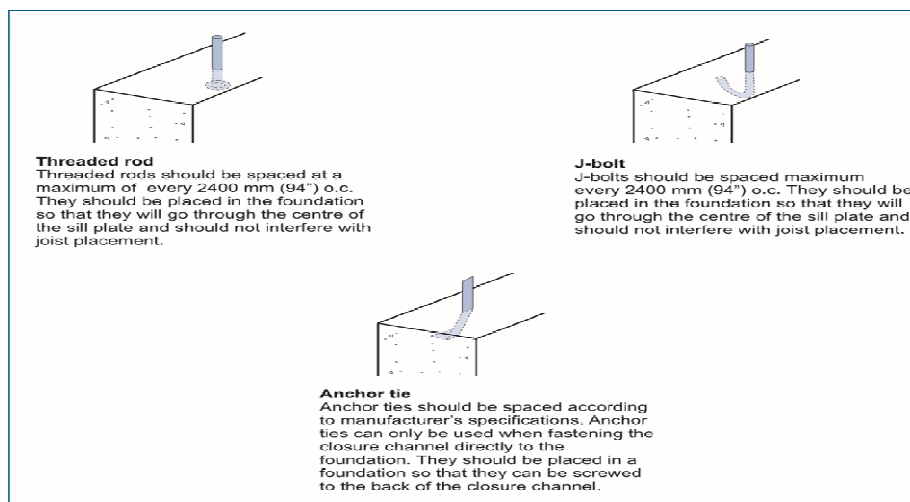 Threaded rod
Threaded rods should be spaced at a
maximum of every 2400 mm (94") o.c.
They should be placed in the foundation
so that they will go through the centre of
the sill plate and should not interfere with
joist placement.
J-bolt
J-bolts should be spaced maximum
every 2400 mm (94") o.c. They should be
placed in the foundation so that they will
go through the centre of the sill plate and
should not interfere with joist placement.
Anchor tie
Anchor ties should be spaced according
to manufacturer's specifications. Anchor
ties can only be used when fastening the
closure channel directly to the
foundation. They should be placed in a
foundation so that they can be screwed
to the back of the closure channel.